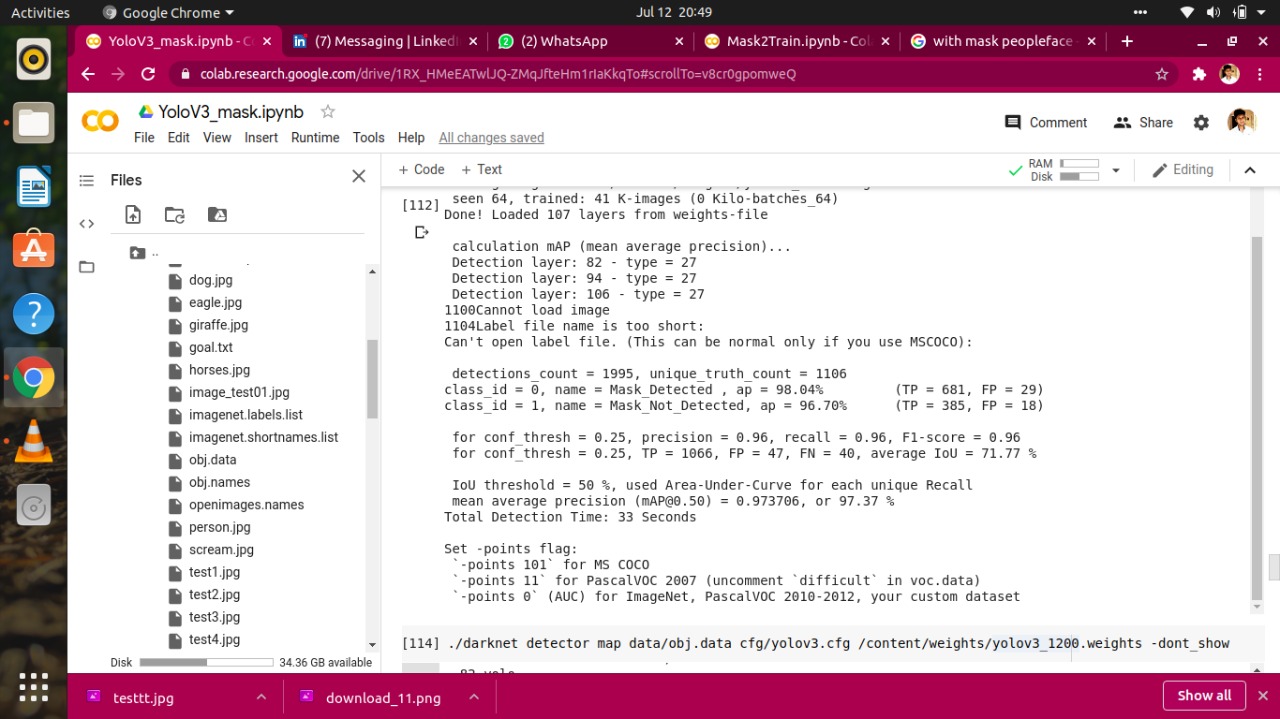 Activities
Google Chrome
Jul 12 20:49
YoloV3_mask.ipynb - C
(7) Messaging | LinkedI
(2) WhatsApp
Mask2Train.ipynb - Col
with mask peopleface -
colab.research.google.com/drive/1RX_HMeEATwlJQ-ZMqJfteHm1rIaKkqTo#scrollTo=v8cr0gpomweQ
YoloV3_mask.ipynb
File Edit View Insert Runtime Tools Help All changes saved
Comment
Share
Files
+ Code + Text
RAM
Disk
Editing
..
dog.jpg
eagle.jpg
giraffe.jpg
goal.txt
horses.jpg
image_test01.jpg
imagenet.labels.list
imagenet.shortnames.list
obj.data
obj.names
openimages.names
person.jpg
scream.jpg
test1.jpg
test2.jpg
test3.jpg
test4.jpg
Disk 34.36 GB available
[112]
seen 64, trained: 41 K-images (0 Kilo-batches_64)
Done! Loaded 107 layers from weights-file
calculation mAP (mean average precision)...
Detection layer: 82 - type = 27
Detection layer: 94 - type = 27
Detection layer: 106 - type = 27
1100Cannot load image
1104Label file name is too short:
Can't open label file. (This can be normal only if you use MSCOCO):
detections_count = 1995, unique_truth_count = 1106
class_id = 0, name = Mask_Detected , ap = 98.04% (TP = 681, FP = 29)
class_id = 1, name = Mask_Not_Detected, ap = 96.70% (TP = 385, FP = 18)
for conf_thresh = 0.25, precision = 0.96, recall = 0.96, F1-score = 0.96
for conf_thresh = 0.25, TP = 1066, FP = 47, FN = 40, average IoU = 71.77 %
IoU threshold = 50 %, used Area-Under-Curve for each unique Recall
mean average precision (mAP@0.50) = 0.973706, or 97.37 %
Total Detection Time: 33 Seconds
Set -points flag:
`-points 101` for MS COCO
`-points 11` for PascalVOC 2007 (uncomment `difficult` in voc.data)
`-points 0` (AUC) for ImageNet, PascalVOC 2010-2012, your custom dataset
[114] ./darknet detector map data/obj.data cfg/yolov3.cfg /content/weights/yolov3_1200.weights -dont_show
testtt.jpg
download_11.png
Show all